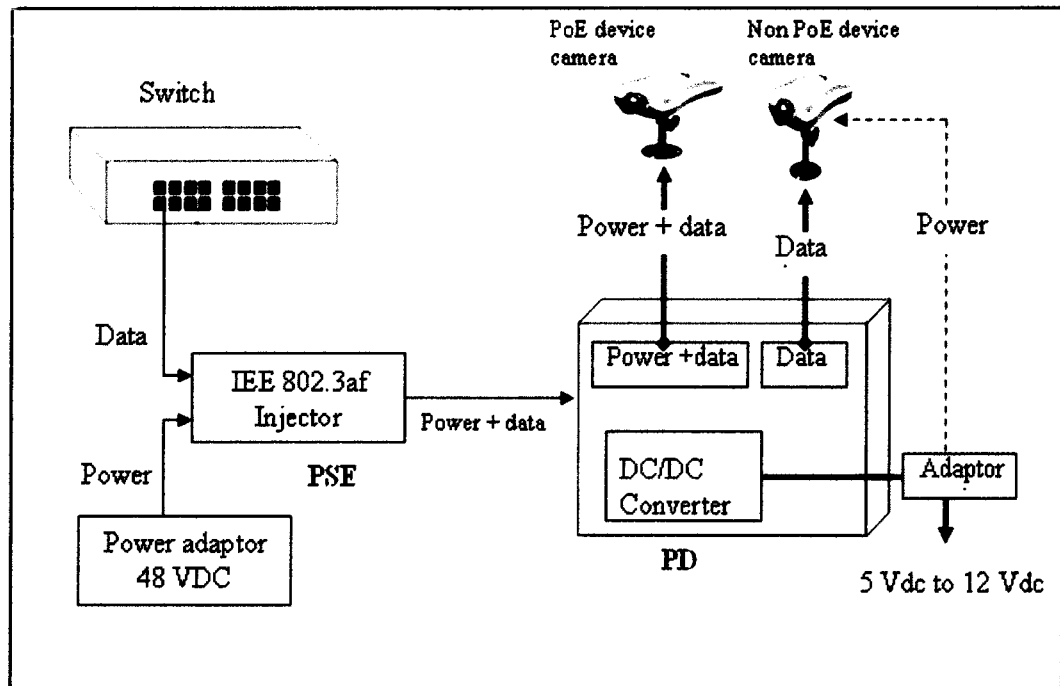 PoE device
camera
Non PoE device
camera
Switch
Power + data
Data
Power
Data
Power +data
Data
IEE 802.3af
Injector
Power + data
PSE
Power
DC/DC
Converter
Adaptor
Power adaptor
48 VDC
PD
5 Vdc to 12 Vdc